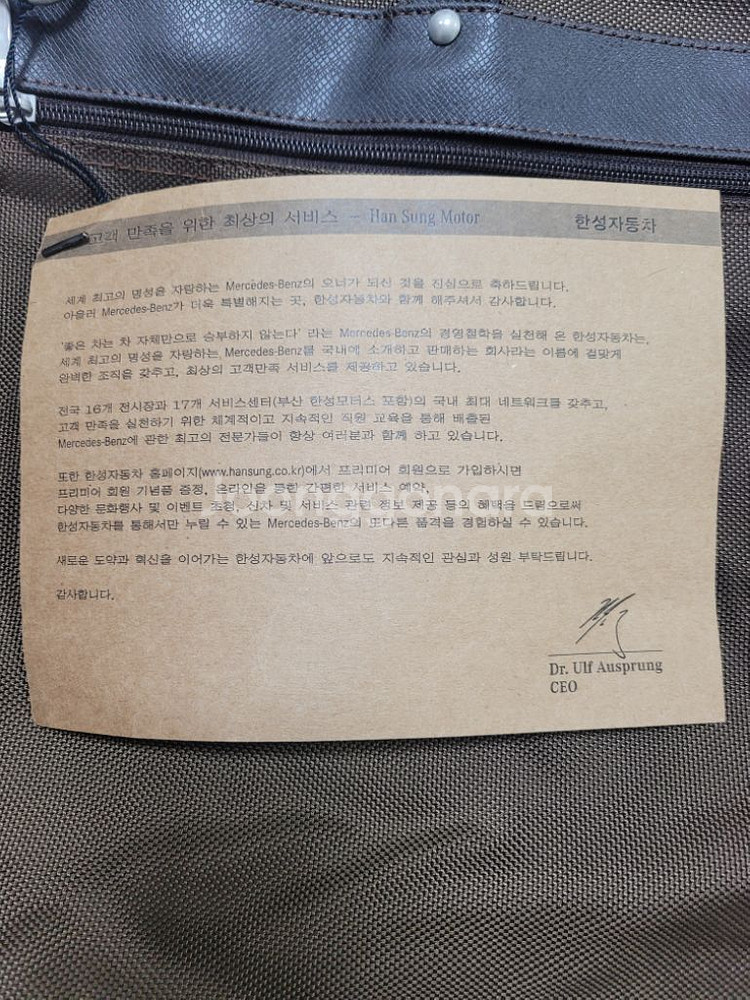 고객 만족을 위한 최상의 서비스 – Han Sung Motor 한성자동차
세계 최고의 명성을 자랑하는 Mercedes-Benz의 오너가 되신 것을 진심으로 축하드립니다.
아울러 Mercedes-Benz가 더욱 특별해지는 곳, 한성자동차와 함께 해주셔서 감사합니다.
'좋은 차는 차 자체만으로 승부하지 않는다' 라는 Mercedes-Benz의 경영철학을 실천해 온 한성자동차는,
세계 최고의 명성을 자랑하는, Mercedes-Benz를 국내에 소개하고 판매하는 회사라는 이름에 걸맞게
완벽한 조직을 갖추고, 최상의 고객만족 서비스를 제공하고 있습니다.
전국 16개 전시장과 17개 서비스센터(부산 한성모터스 포함)의 국내 최대 네트워크를 갖추고,
고객 만족을 실천하기 위한 체계적이고 지속적인 직원 교육을 통해 배출된
Mercedes-Benz에 관한 최고의 전문가들이 항상 여러분과 함께 하고 있습니다.
또한 한성자동차 홈페이지(www.hansung.co.kr)에서 프리미어 회원으로 가입하시면
프리미어 회원 기념품 증정, 온라인을 통한 간편한 서비스 예약,
다양한 문화행사 및 이벤트 초청, 신차 및 서비스 관련 정보 제공 등의 혜택을 드림으로써
한성자동차를 통해서만 누릴 수 있는 Mercedes-Benz의 또다른 품격을 경험하실 수 있습니다.
새로운 도약과 혁신을 이어가는 한성자동차에 앞으로도 지속적인 관심과 성원 부탁드립니다.
감사합니다.
Dr. Ulf Ausprung
CEO